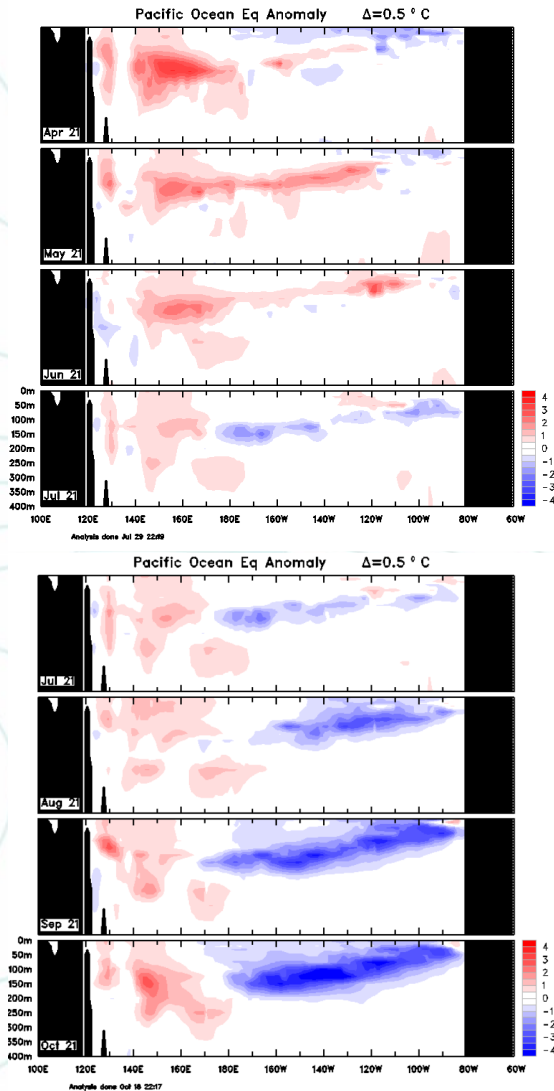 Pacific Ocean Eq Anomaly Δ=0.5 ° C
Apr 21
May 21
Jun 21
0m
50m
100m
150m
200m
250m
300m
350m
400m
Jul 21
4
3
2
1
0
-1
-2
-3
-4
100E 120E 140E 160E 180E 160W 140W 120W 100W 80W 60W
Analysis done Jul 29 22:19
Pacific Ocean Eq Anomaly Δ=0.5 ° C
Jul 21
Aug 21
Sep 21
0m
50m
100m
150m
200m
250m
300m
350m
400m
Oct 21
4
3
2
1
0
-1
-2
-3
-4
100E 120E 140E 160E 180E 160W 140W 120W 100W 80W 60W
Analysis done Oct 18 22:17